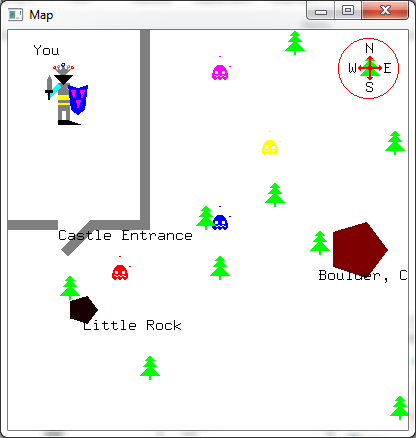 Map
You
N
W E
S
Castle Entrance
Boulder, C
Little Rock